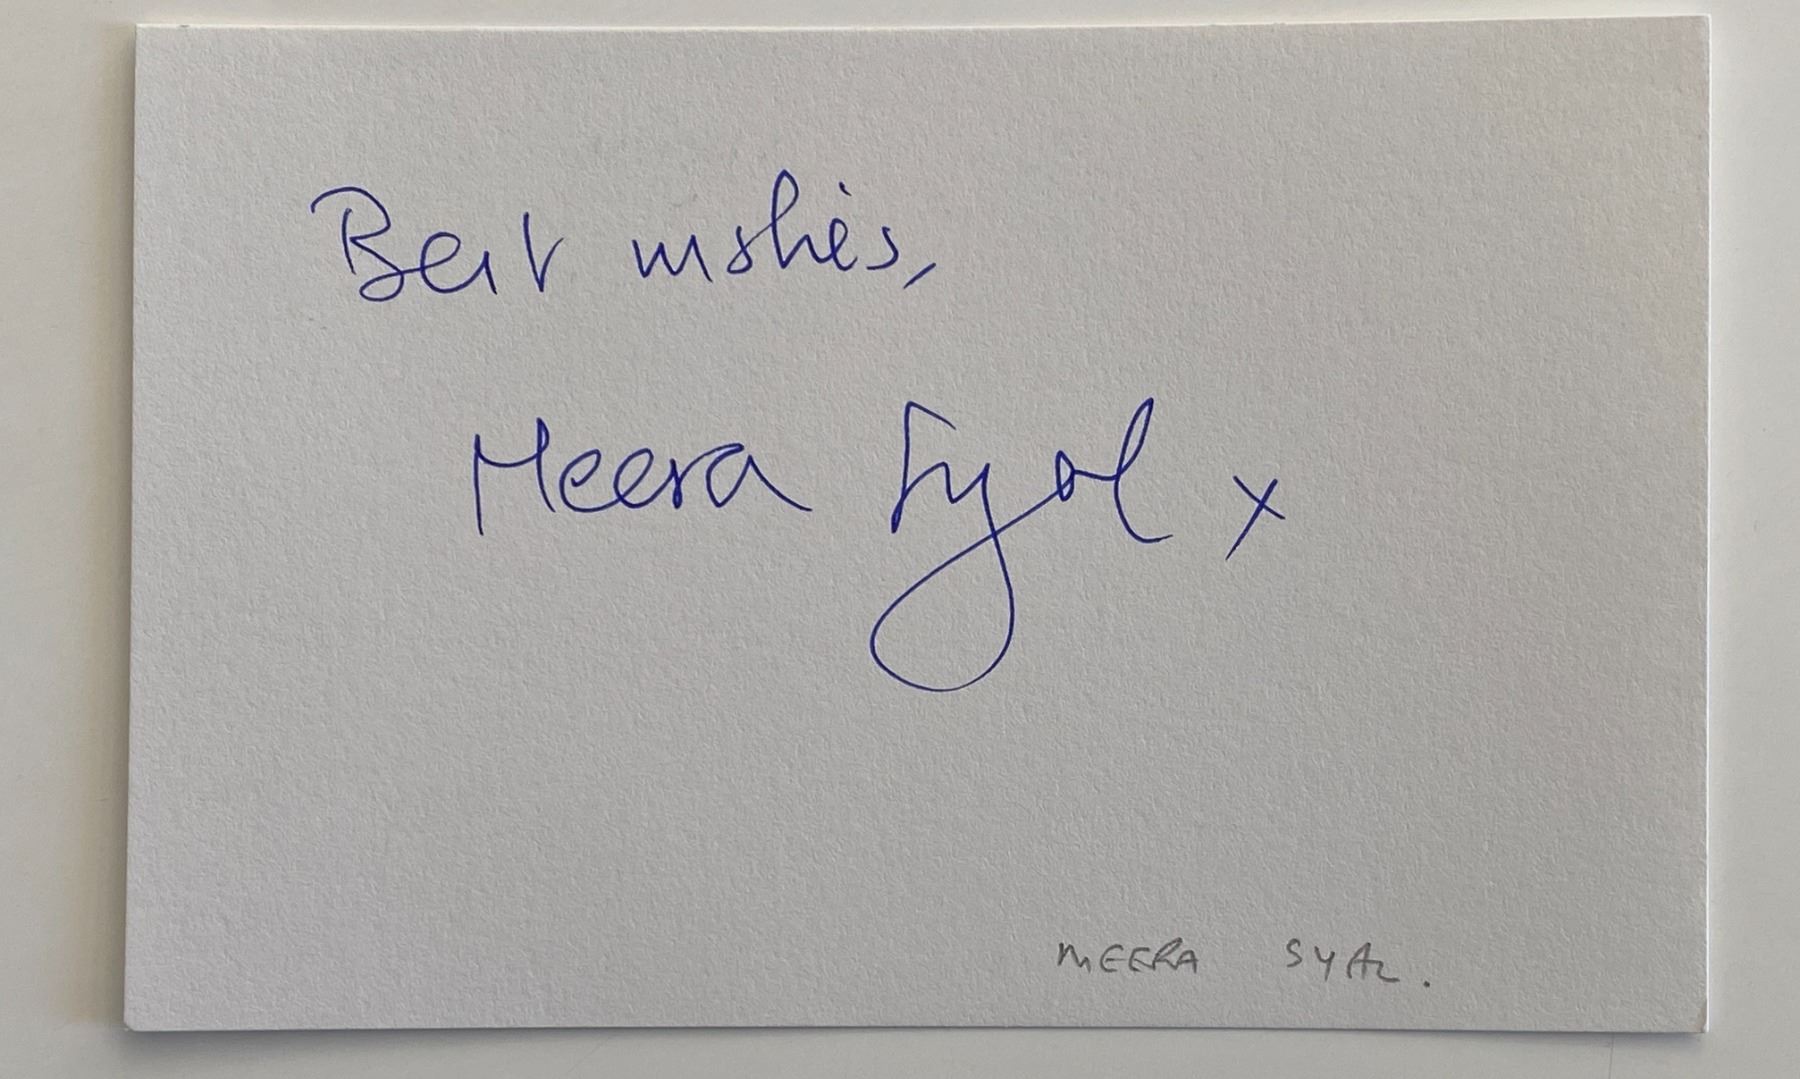 Best wishes,
Meera Syal x
MEERA SYAL.